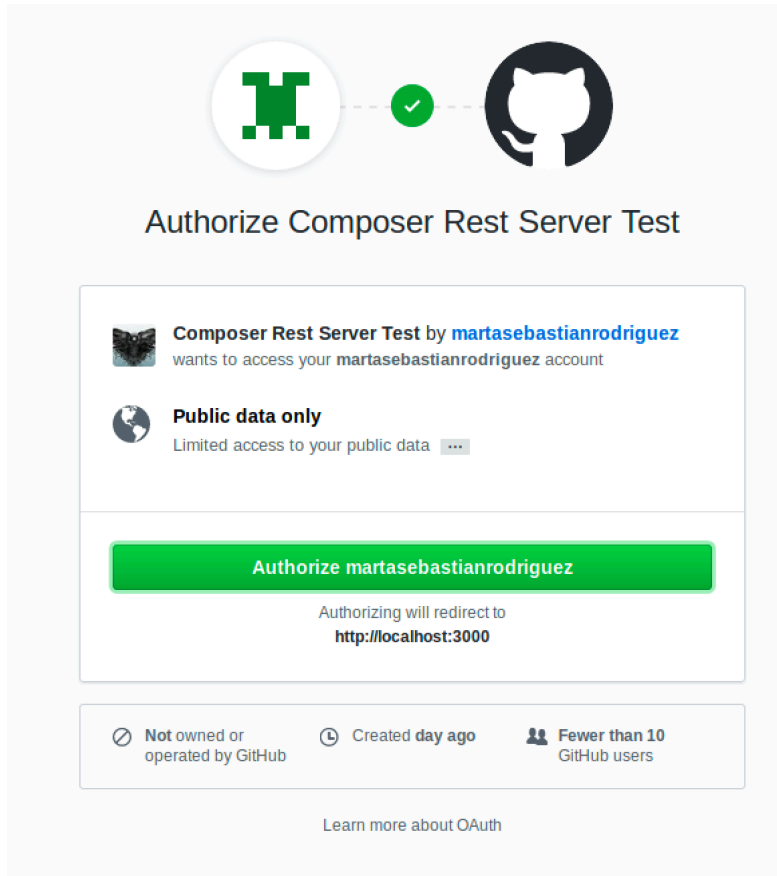 Authorize Composer Rest Server Test
Composer Rest Server Test by martasebastianrodriguez
wants to access your martasebastianrodriguez account
Public data only
Limited access to your public data ...
Authorize martasebastianrodriguez
Authorizing will redirect to
http://localhost:3000
Not owned or
operated by GitHub
Created day ago
Fewer than 10
GitHub users
Learn more about OAuth